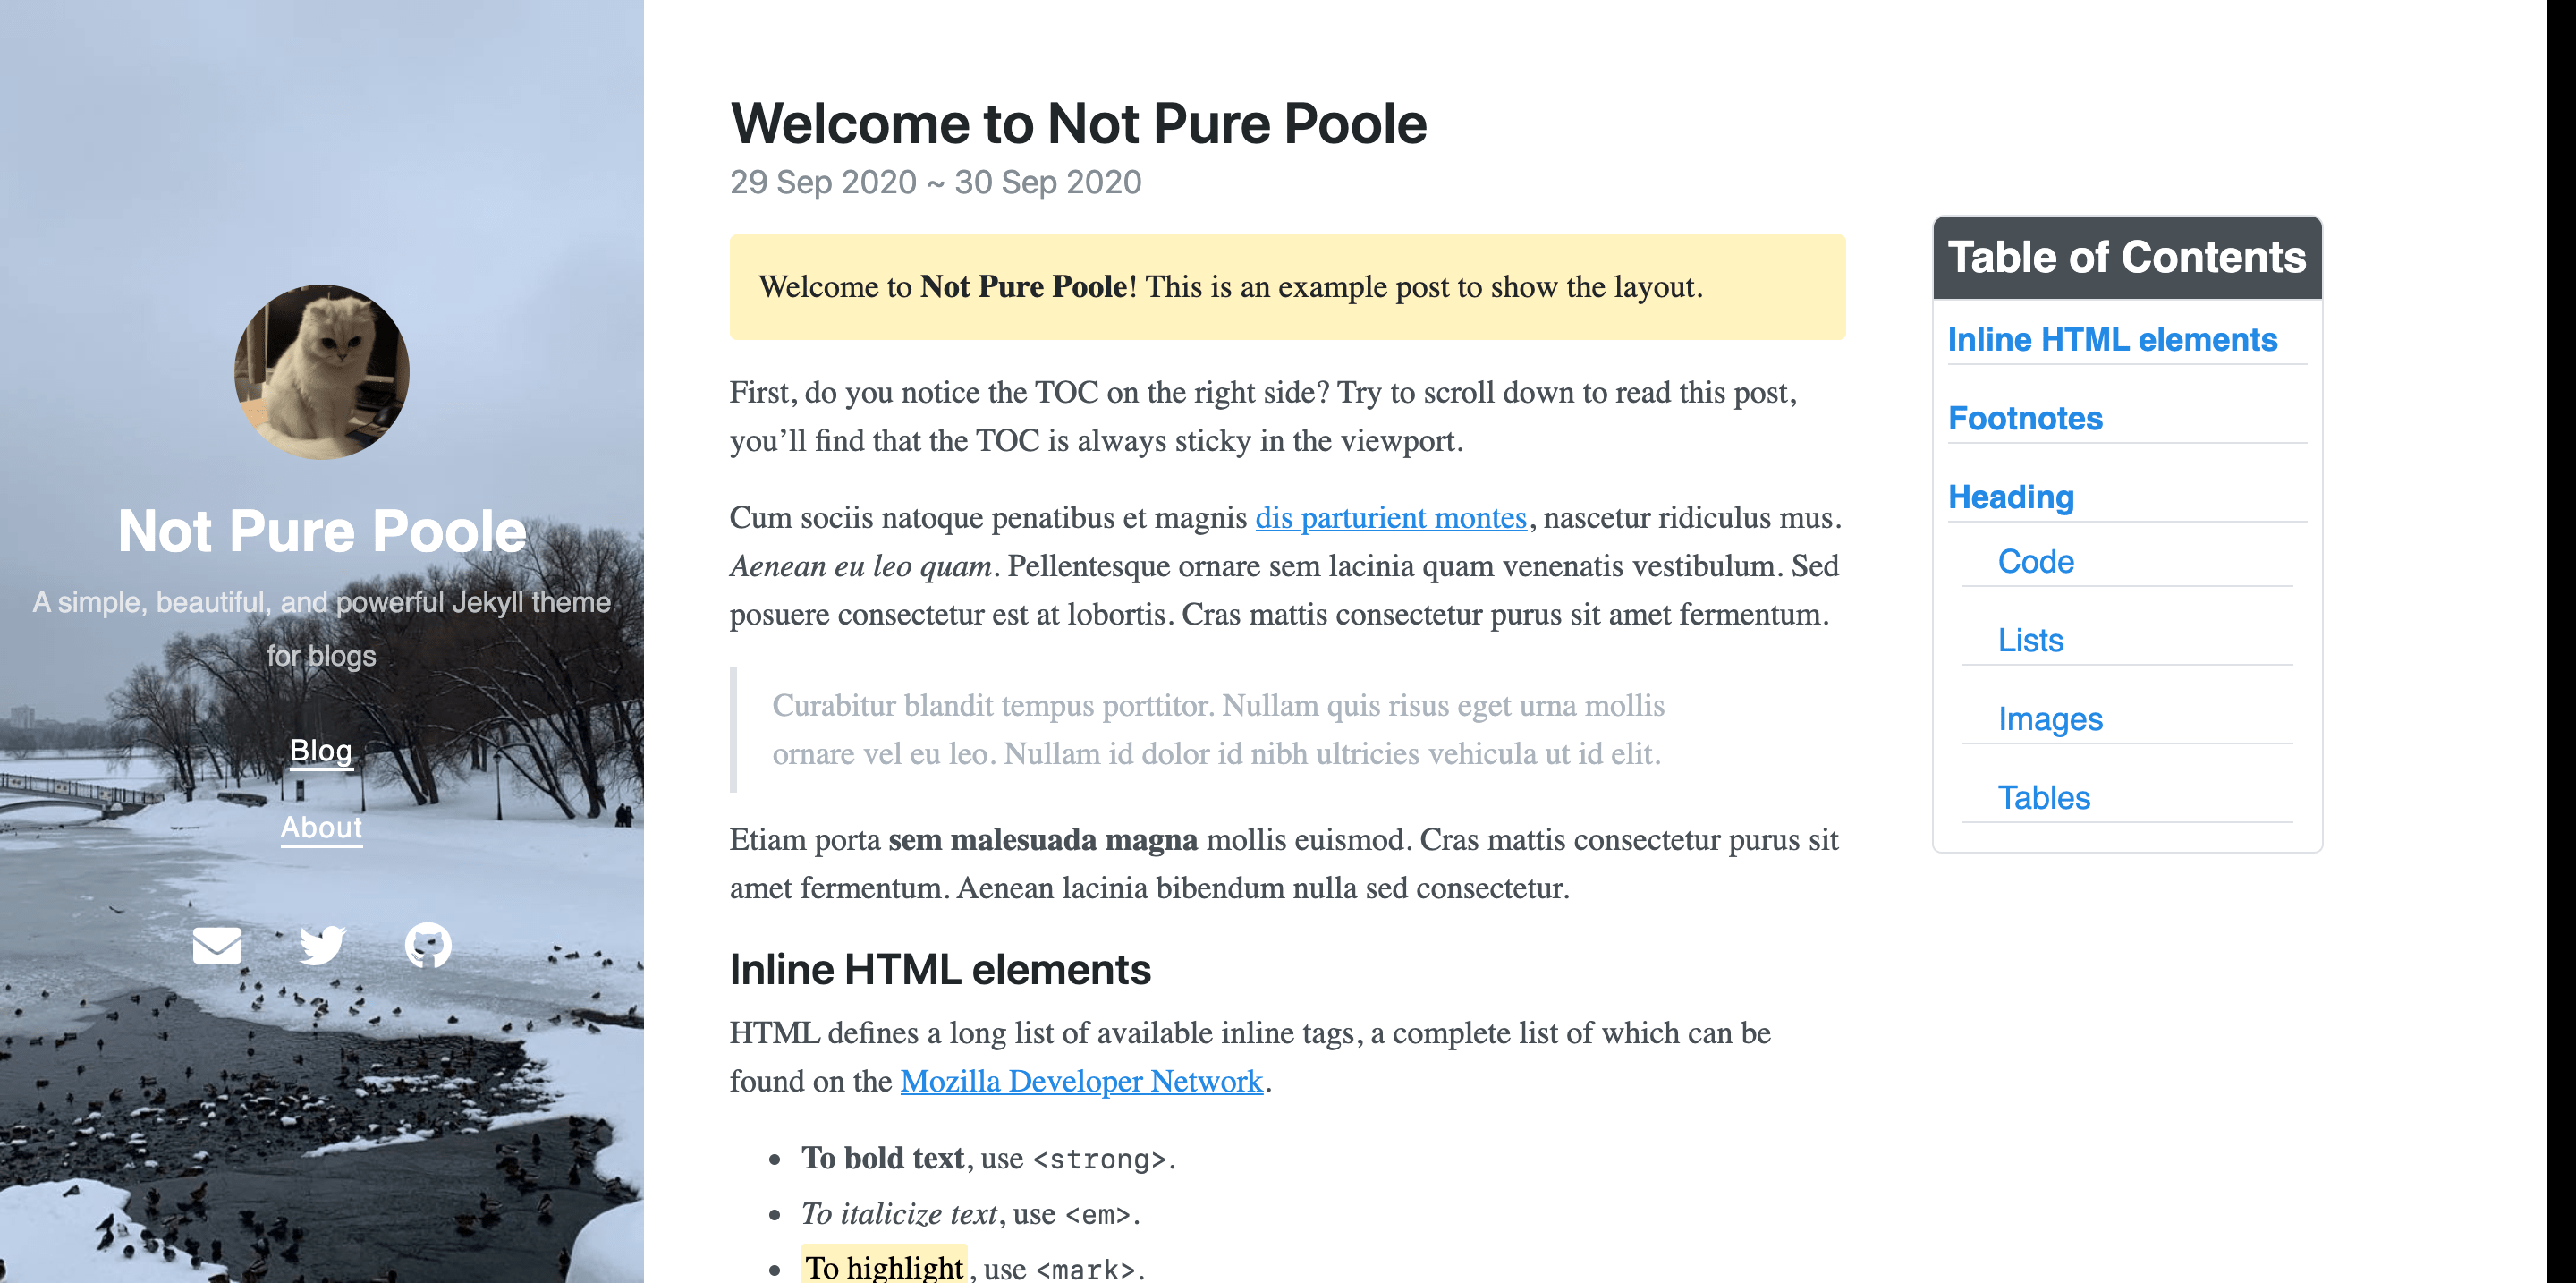 Not Pure Poole
A simple, beautiful, and powerful Jekyll theme
for blogs
Blog
About
Welcome to Not Pure Poole
29 Sep 2020 ~ 30 Sep 2020
Welcome to Not Pure Poole! This is an example post to show the layout.
First, do you notice the TOC on the right side? Try to scroll down to read this post,
you’ll find that the TOC is always sticky in the viewport.
Cum sociis natoque penatibus et magnis dis parturient montes, nascetur ridiculus mus.
Aenean eu leo quam. Pellentesque ornare sem lacinia quam venenatis vestibulum. Sed
posuere consectetur est at lobortis. Cras mattis consectetur purus sit amet fermentum.
Curabitur blandit tempus porttitor. Nullam quis risus eget urna mollis
ornare vel eu leo. Nullam id dolor id nibh ultricies vehicula ut id elit.
Etiam porta sem malesuada magna mollis euismod. Cras mattis consectetur purus sit
amet fermentum. Aenean lacinia bibendum nulla sed consectetur.
Inline HTML elements
HTML defines a long list of available inline tags, a complete list of which can be
found on the Mozilla Developer Network.
• To bold text, use <strong>.
• To italicize text, use <em>.
• To highlight, use <mark>.
Table of Contents
Inline HTML elements
Footnotes
Heading
Code
Lists
Images
Tables